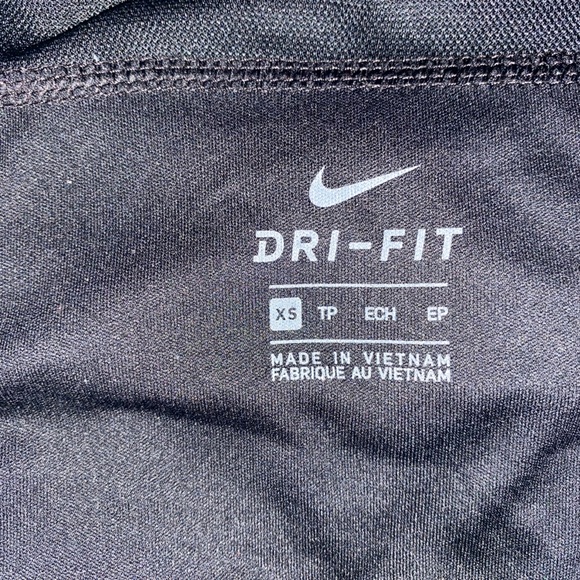 DRI-FIT
XS TP ECH EP
MADE IN VIETNAM
FABRIQUE AU VIETNAM